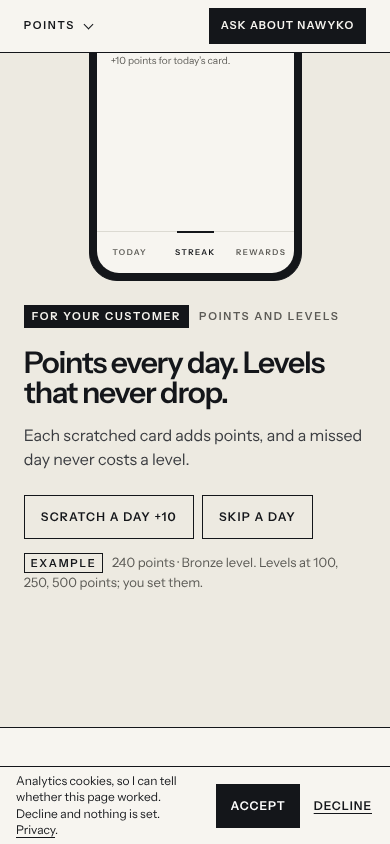 POINTS
ASK ABOUT NAWYKO
+10 points for today's card.
TODAY
STREAK
REWARDS
FOR YOUR CUSTOMER
POINTS AND LEVELS
Points every day. Levels
that never drop.
Each scratched card adds points, and a missed
day never costs a level.
SCRATCH A DAY +10
SKIP A DAY
EXAMPLE 240 points · Bronze level. Levels at 100,
250, 500 points; you set them.
Analytics cookies, so I can tell
whether this page worked.
Decline and nothing is set.
Privacy.
ACCEPT
DECLINE